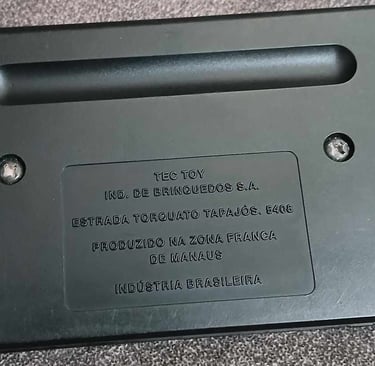 TEC TOY
IND. DE BRINQUEDOS S.A.
ESTRADA TORQUATO TAPAJÓS. 5408
PRODUZIDO NA ZONA FRANCA
DE MANAUS
INDÚSTRIA BRASILEIRA